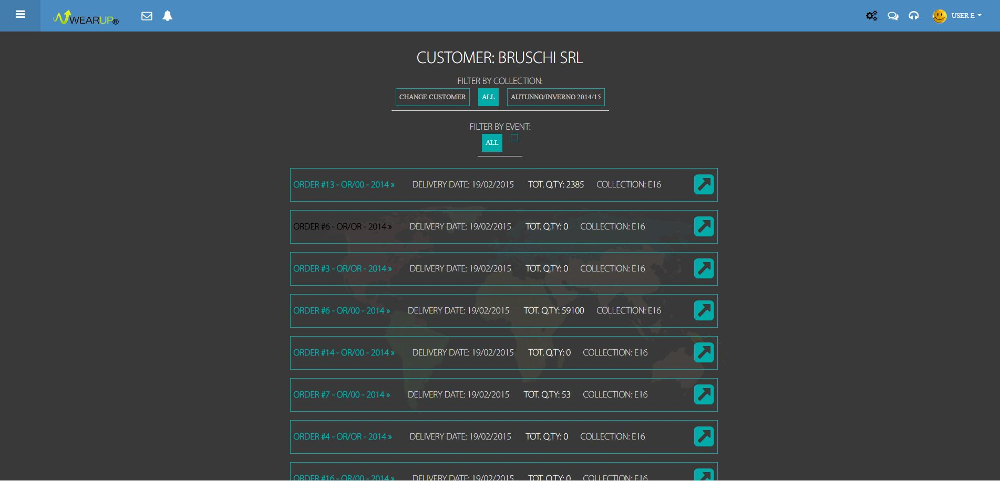 WEARUP®
USER E
CUSTOMER: BRUSCHI SRL
FILTER BY COLLECTION:
CHANGE CUSTOMER ALL AUTUNNO/INVERNO 2014/15
FILTER BY EVENT:
ALL
ORDER #13 - OR/00 - 2014 » DELIVERY DATE: 19/02/2015 TOT. Q.TY: 2385 COLLECTION: E16
ORDER #6 - OR/OR - 2014 » DELIVERY DATE: 19/02/2015 TOT. Q.TY: 0 COLLECTION: E16
ORDER #3 - OR/OR - 2014 » DELIVERY DATE: 19/02/2015 TOT. Q.TY: 0 COLLECTION: E16
ORDER #6 - OR/00 - 2014 » DELIVERY DATE: 19/02/2015 TOT. Q.TY: 59100 COLLECTION: E16
ORDER #14 - OR/00 - 2014 » DELIVERY DATE: 19/02/2015 TOT. Q.TY: 0 COLLECTION: E16
ORDER #7 - OR/00 - 2014 » DELIVERY DATE: 19/02/2015 TOT. Q.TY: 53 COLLECTION: E16
ORDER #4 - OR/OR - 2014 » DELIVERY DATE: 19/02/2015 TOT. Q.TY: 0 COLLECTION: E16
ORDER #16 - OR/00 - 2014 » DELIVERY DATE: 19/02/2015 TOT. Q.TY: 0 COLLECTION: E16